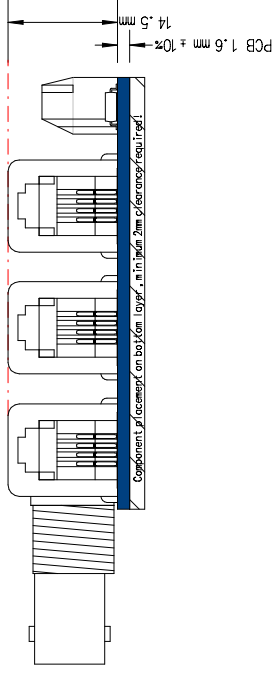 PCB 1.6 mm ± 10%
14.5 mm
Component placement on bottom layer, minimum 2mm clearance required!